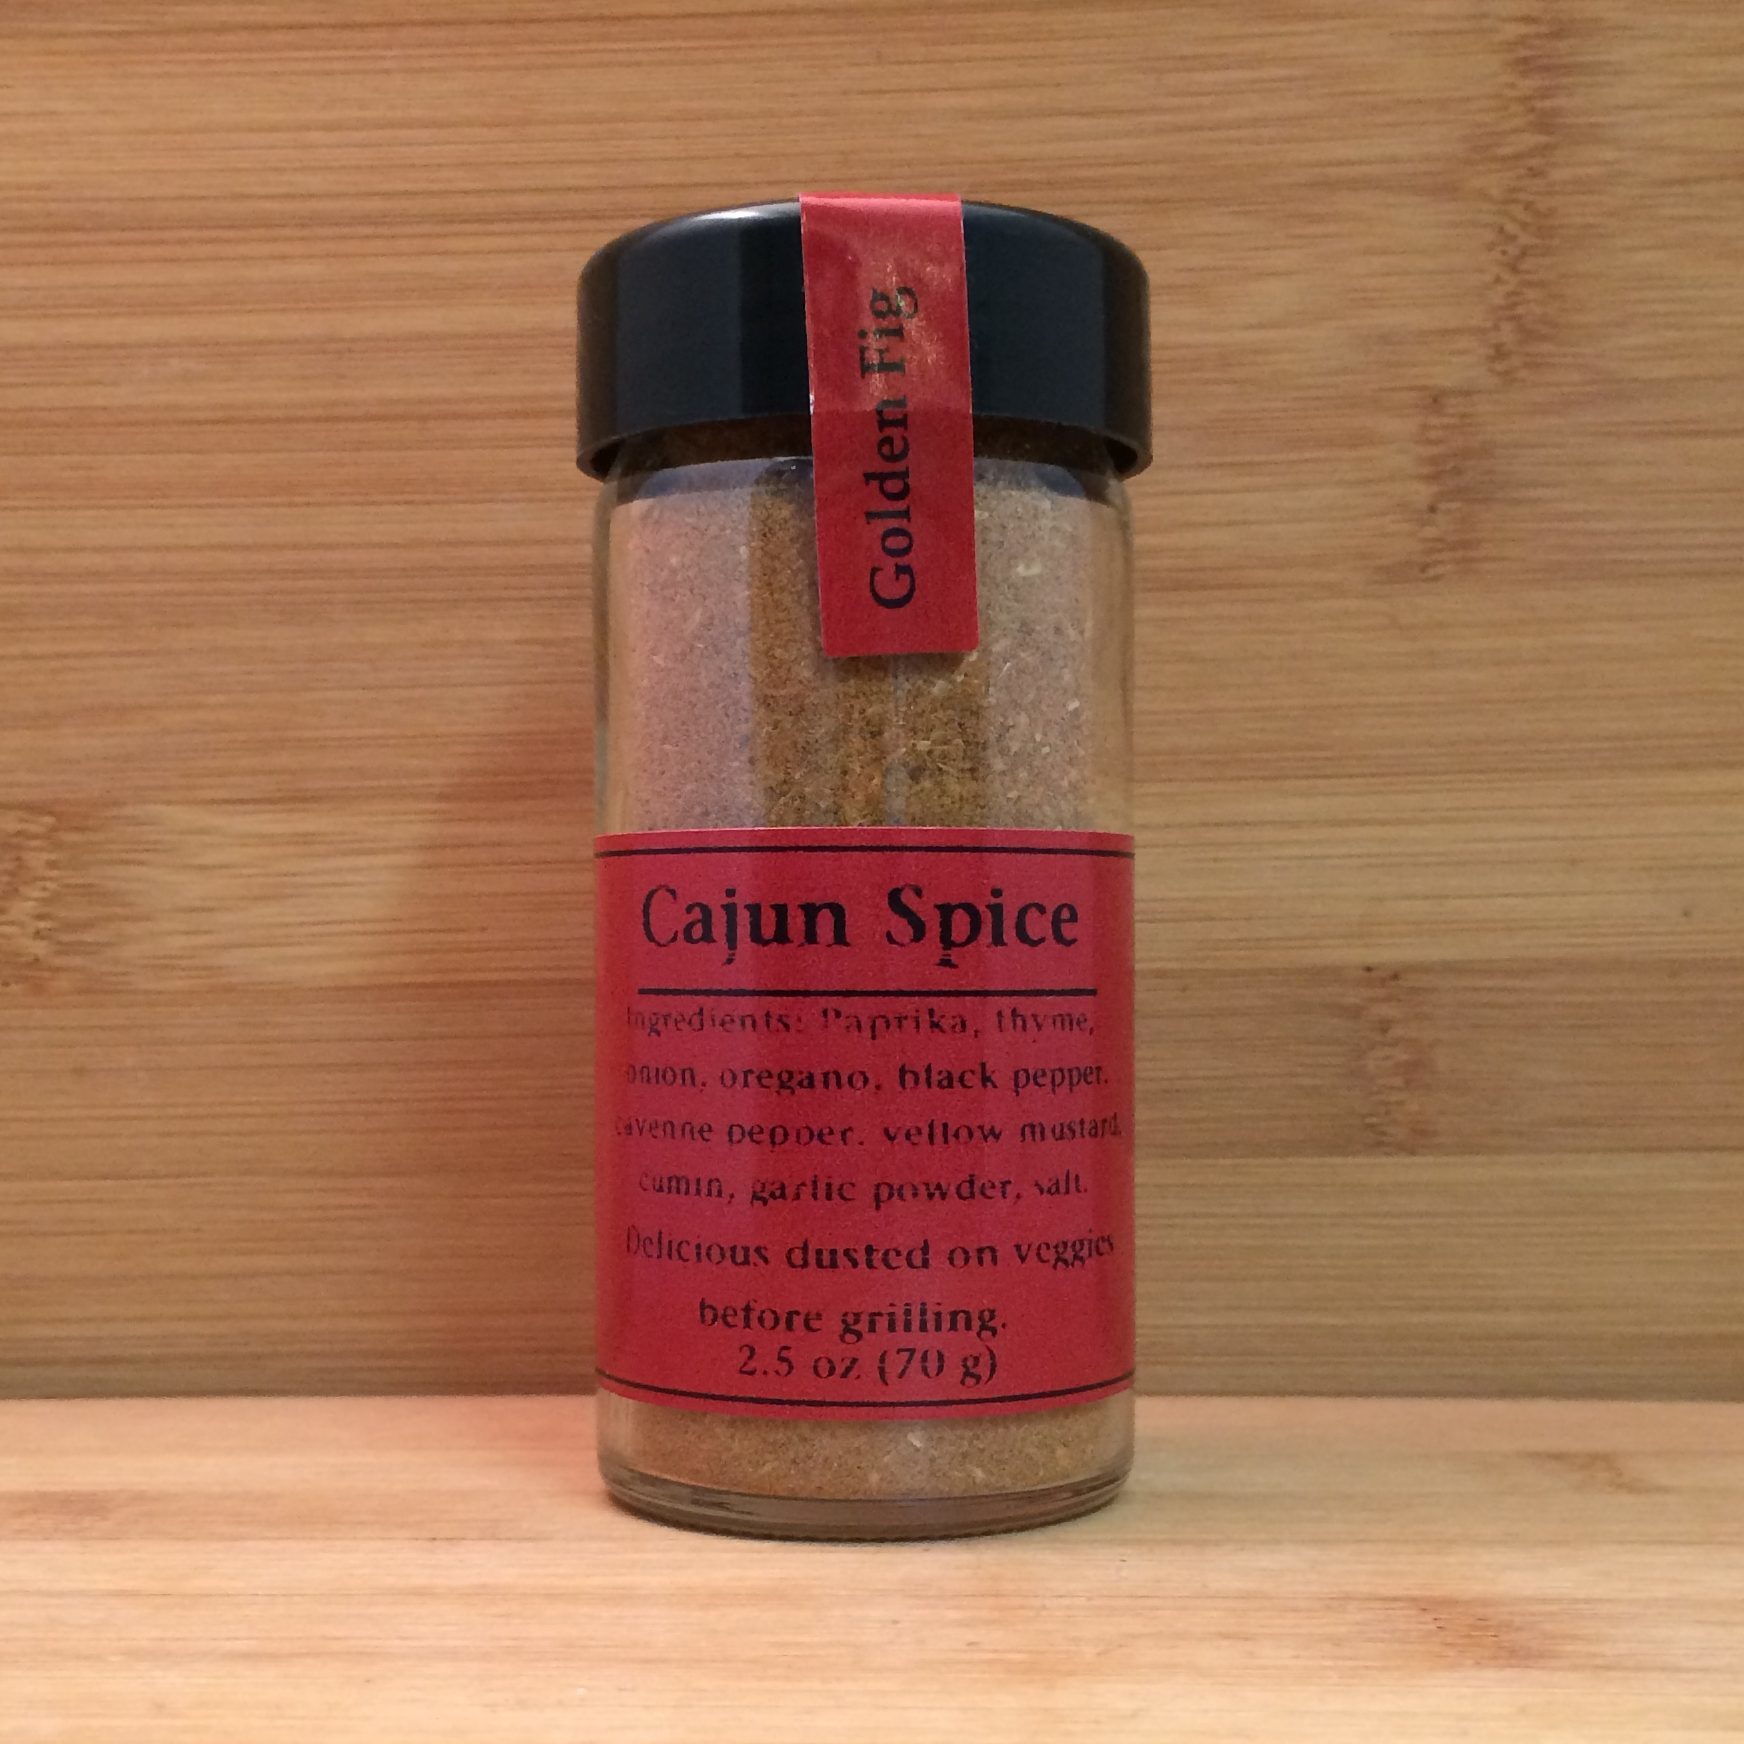 Golden Fig
Cajun Spice
Ingredients: Paprika, thyme,
onion, oregano, black pepper,
cayenne pepper, yellow mustard,
cumin, garlic powder, salt.
Delicious dusted on veggies
before grilling.
2.5 oz (70 g)